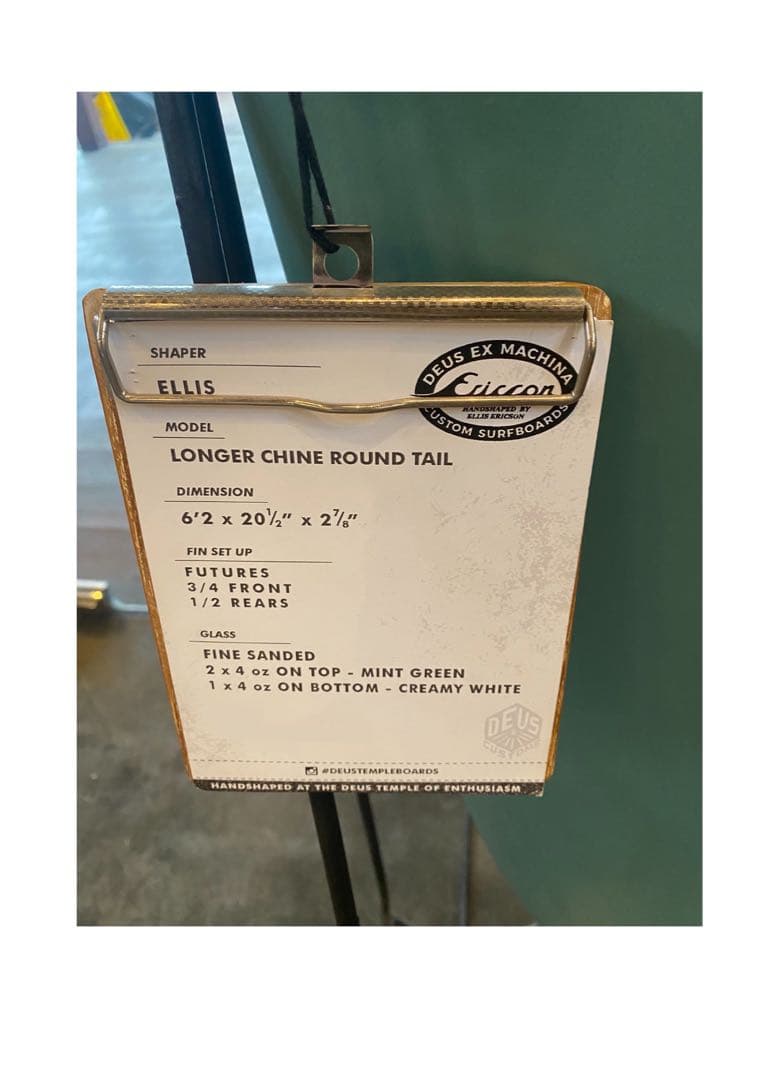 SHAPER
ELLIS
DEUS EX MACHINA
Ericson
HANDSHAPED BY
ELLIS ERICSON
CUSTOM SURFBOARDS
MODEL
LONGER CHINE ROUND TAIL
DIMENSION
6'2 x 20½" x 2⅞"
FIN SET UP
FUTURES
3/4 FRONT
1/2 REARS
GLASS
FINE SANDED
2 x 4 oz ON TOP - MINT GREEN
1 x 4 oz ON BOTTOM - CREAMY WHITE
DEUS
CUSTOMS
#DEUSTEMPLEBOARDS
HANDSHAPED AT THE DEUS TEMPLE OF ENTHUSIASM